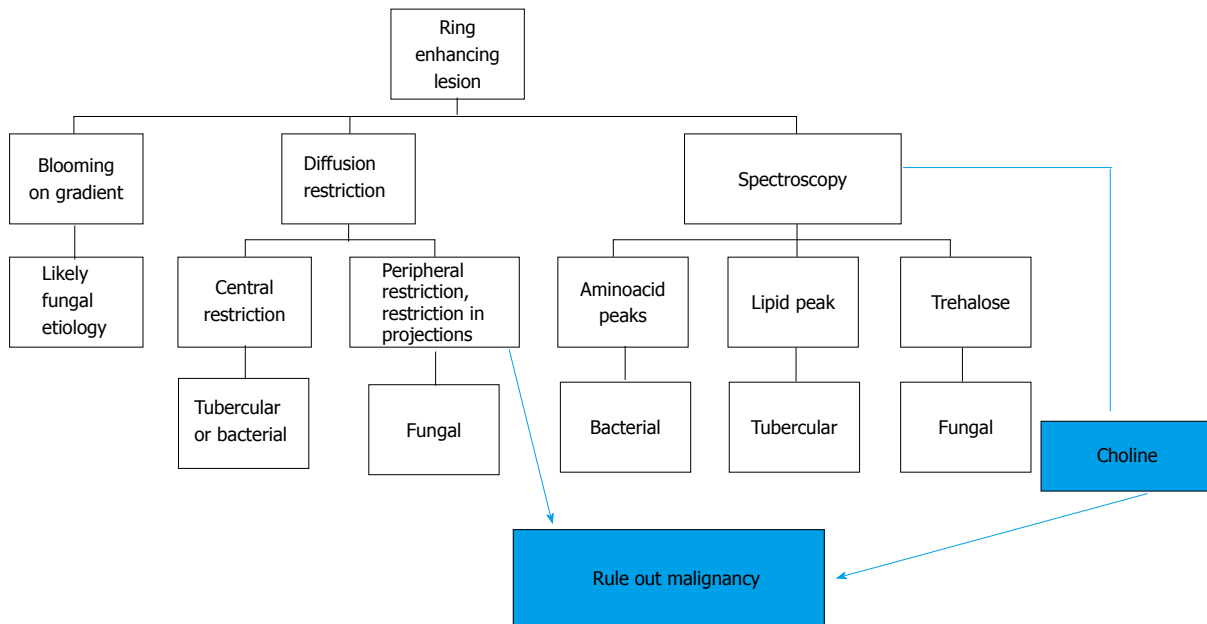 Ring
enhancing
lesion
Blooming
on gradient
Diffusion
restriction
Spectroscopy
Likely
fungal
etiology
Central
restriction
Peripheral
restriction,
restriction in
projections
Aminoacid
peaks
Lipid peak
Trehalose
Tubercular
or bacterial
Fungal
Bacterial
Tubercular
Fungal
Choline
Rule out malignancy